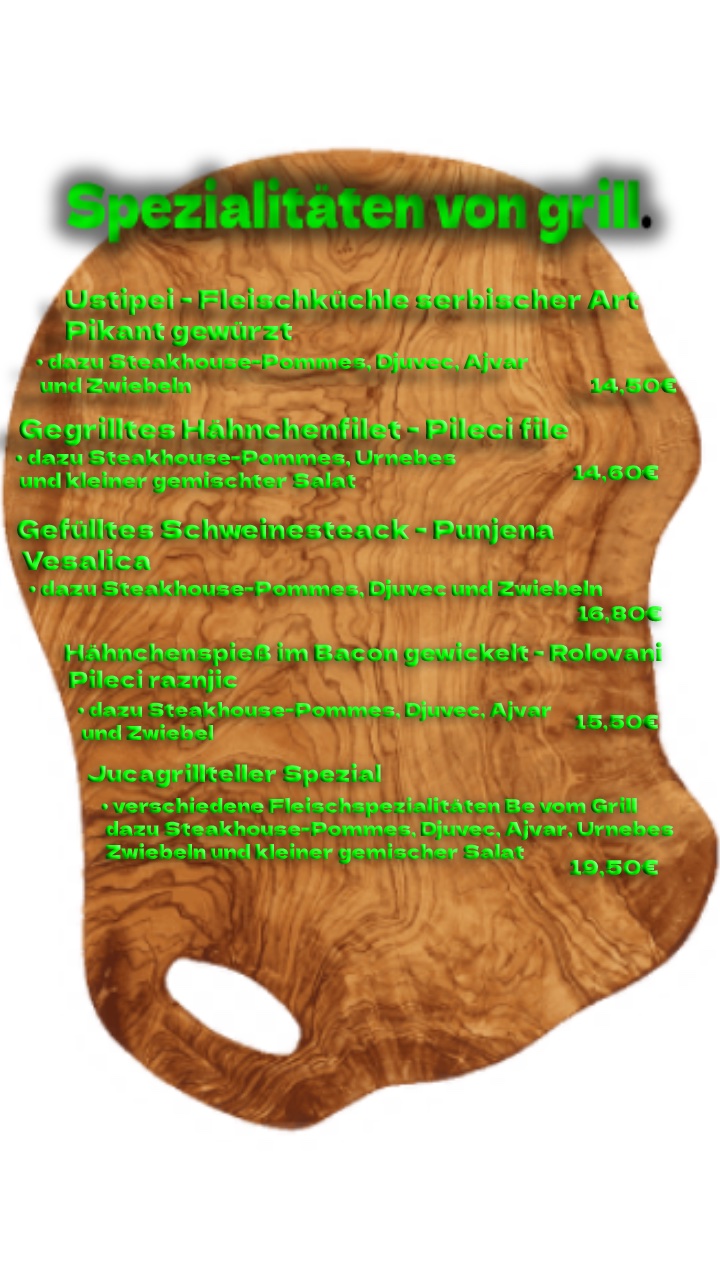 Spezialitäten von grill.
Ustipei - Fleischküchle serbischer Art
Pikant gewürzt
• dazu Steakhouse-Pommes, Djuvec, Ajvar
und Zwiebeln 14,50€
Gegrilltes Hähnchenfilet - Pileci file
• dazu Steakhouse-Pommes, Urnebes
und kleiner gemischter Salat 14,60€
Gefülltes Schweinesteack - Punjena
Vesalica
• dazu Steakhouse-Pommes, Djuvec und Zwiebeln
16,80€
Hähnchenspieß im Bacon gewickelt - Rolovani
Pileci raznjic
• dazu Steakhouse-Pommes, Djuvec, Ajvar
und Zwiebel 15,50€
Jucagrillteller Spezial
• verschiedene Fleischspezialitäten Be vom Grill
dazu Steakhouse-Pommes, Djuvec, Ajvar, Urnebes
Zwiebeln und kleiner gemischer Salat
19,50€